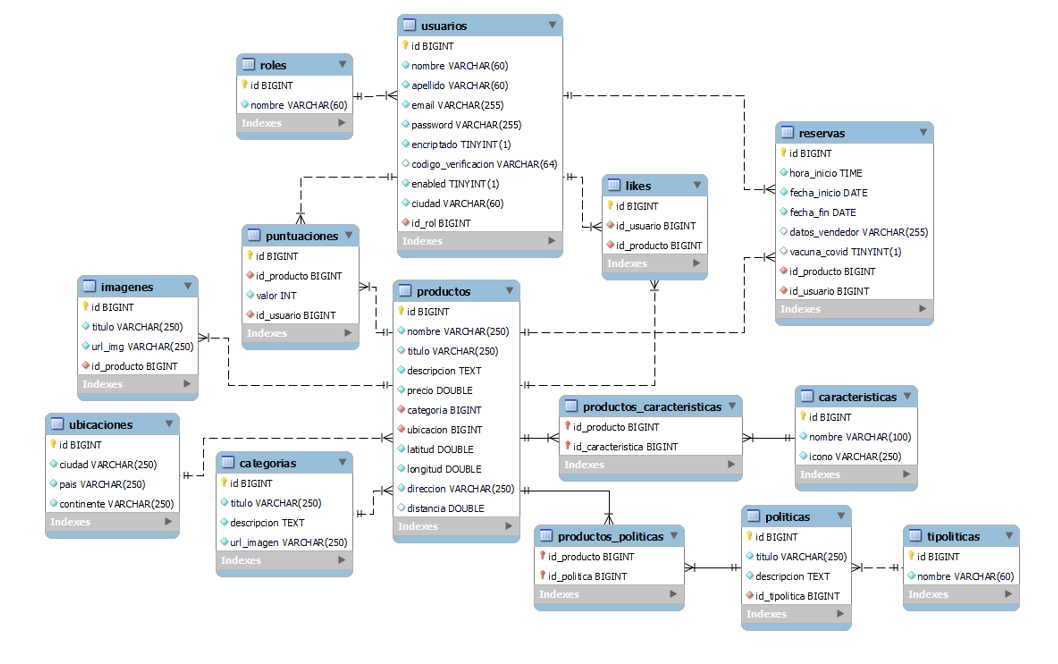 usuarios
id BIGINT
nombre VARCHAR(60)
apellido VARCHAR(60)
email VARCHAR(255)
password VARCHAR(255)
encriptado TINYINT(1)
codigo_verificacion VARCHAR(64)
enabled TINYINT(1)
ciudad VARCHAR(60)
id_rol BIGINT
Indexes
roles
id BIGINT
nombre VARCHAR(60)
Indexes
reservas
id BIGINT
hora_inicio TIME
fecha_inicio DATE
fecha_fin DATE
datos_vendedor VARCHAR(255)
vacuna_covid TINYINT(1)
id_producto BIGINT
id_usuario BIGINT
Indexes
likes
id BIGINT
id_usuario BIGINT
id_producto BIGINT
Indexes
puntuaciones
id BIGINT
id_producto BIGINT
valor INT
id_usuario BIGINT
Indexes
imagenes
id BIGINT
titulo VARCHAR(250)
url_img VARCHAR(250)
id_producto BIGINT
Indexes
productos
id BIGINT
nombre VARCHAR(250)
titulo VARCHAR(250)
descripcion TEXT
precio DOUBLE
categoria BIGINT
ubicacion BIGINT
latitud DOUBLE
longitud DOUBLE
direccion VARCHAR(250)
distancia DOUBLE
Indexes
productos_caracteristicas
id_producto BIGINT
id_caracteristica BIGINT
Indexes
caracteristicas
id BIGINT
nombre VARCHAR(100)
icono VARCHAR(250)
Indexes
ubicaciones
id BIGINT
ciudad VARCHAR(250)
pais VARCHAR(250)
continente VARCHAR(250)
Indexes
categorias
id BIGINT
titulo VARCHAR(250)
descripcion TEXT
url_imagen VARCHAR(250)
Indexes
productos_politicas
id_producto BIGINT
id_politica BIGINT
Indexes
politicas
id BIGINT
titulo VARCHAR(250)
descripcion TEXT
id_tipolitica BIGINT
Indexes
tipoliticas
id BIGINT
nombre VARCHAR(60)
Indexes